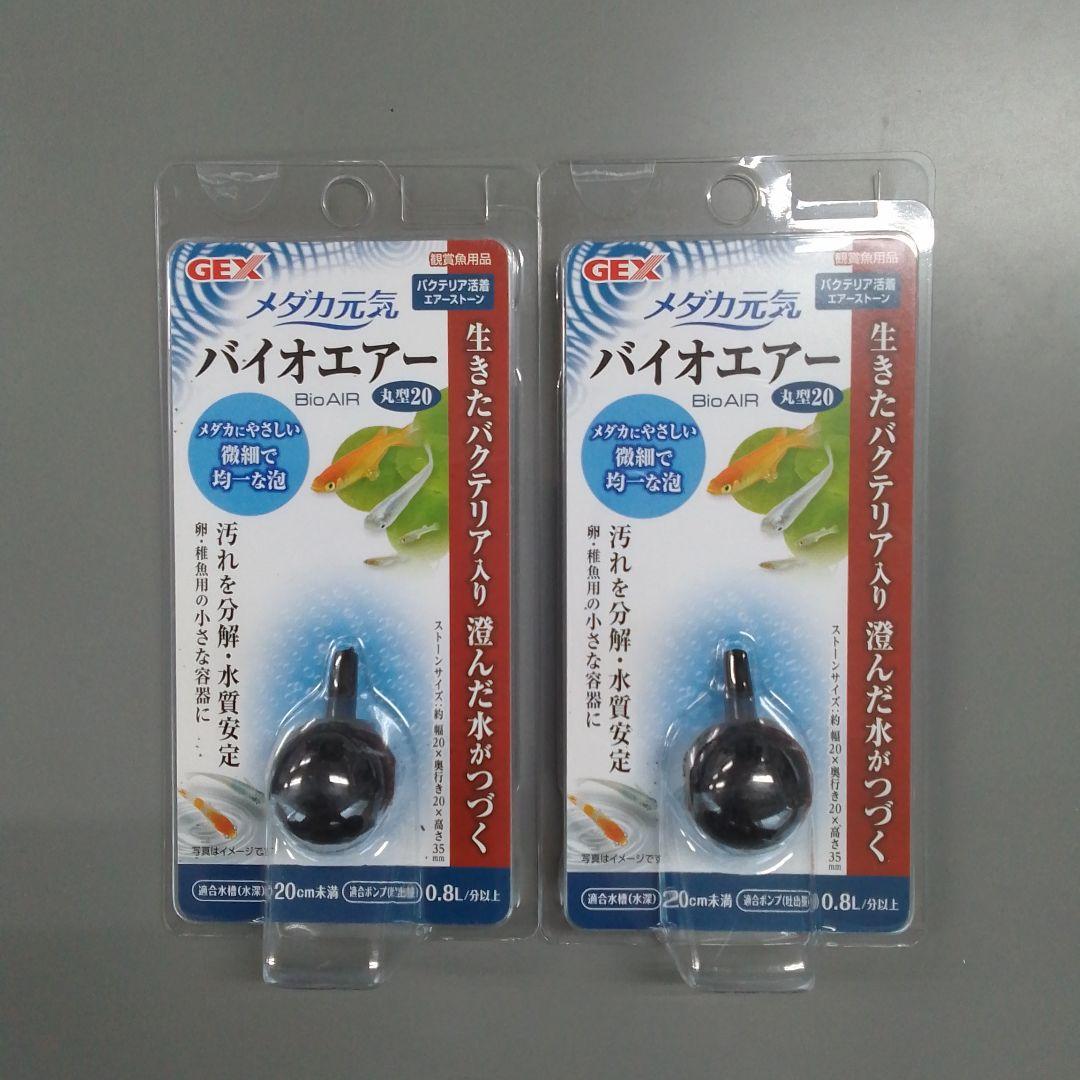 GEX
観賞魚用品
バクテリア活着
エアーストーン
メダカ元気
バイオエアー
BioAIR
丸型20
メダカにやさしい
微細で
均一な泡
生きたバクテリア入り 澄んだ水がつづく
汚れを分解・水質安定
卵・稚魚用の小さな容器に…
ストーンサイズ:約 幅20×奥行き20×高さ35mm
写真はイメージで
適合水槽(水深) 20cm未満 適合ポンプ(吐出量) 0.8L/分以上
GEX
観賞魚用品
バクテリア活着
エアーストーン
メダカ元気
バイオエアー
BioAIR
丸型20
メダカにやさしい
微細で
均一な泡
生きたバクテリア入り 澄んだ水がつづく
汚れを分解・水質安定
卵・稚魚用の小さな容器に…
ストーンサイズ:約 幅20×奥行き20×高さ35mm
写真はイメージです
適合水槽(水深) 20cm未満 適合ポンプ(吐出量) 0.8L/分以上